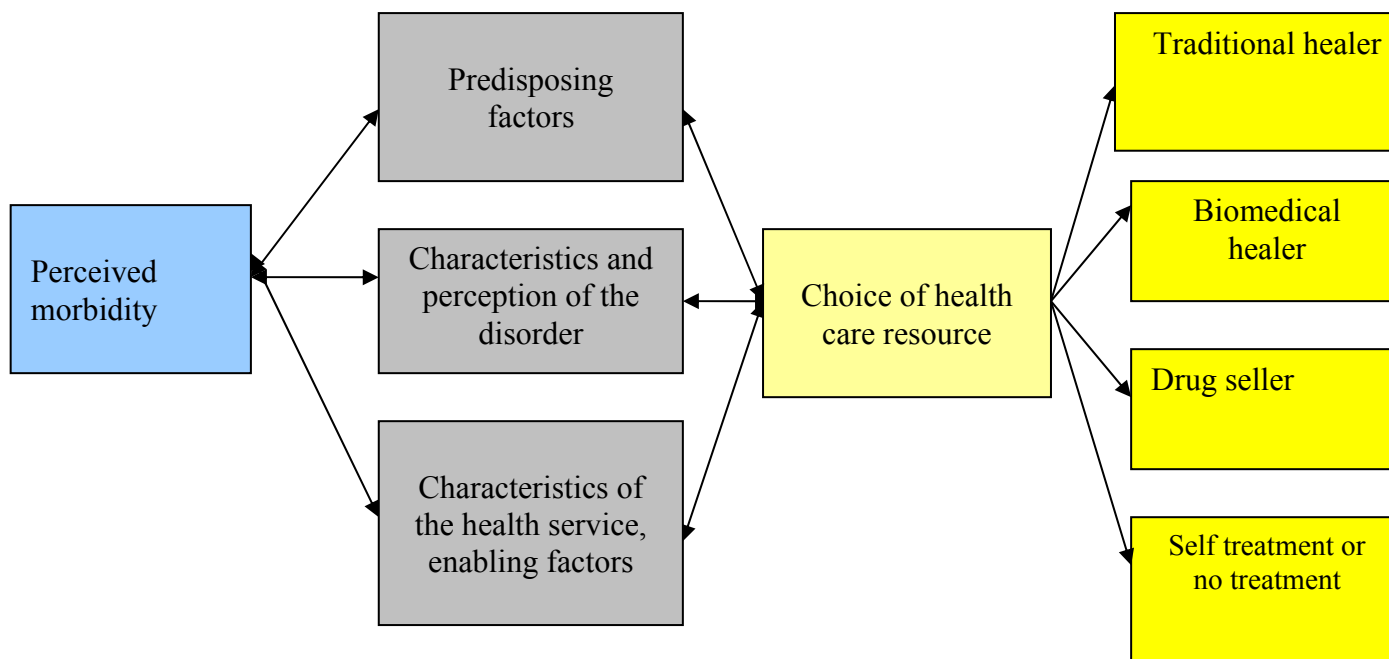 Perceived
morbidity
Predisposing
factors
Characteristics and
perception of the
disorder
Characteristics of
the health service,
enabling factors
Choice of health
care resource
Traditional healer
Biomedical
healer
Drug seller
Self treatment or
no treatment